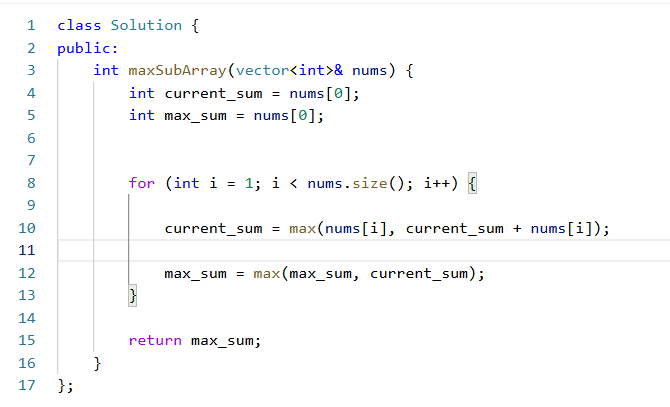 1 class Solution {
2 public:
3     int maxSubArray(vector<int>& nums) {
4         int current_sum = nums[0];
5         int max_sum = nums[0];
6
7
8         for (int i = 1; i < nums.size(); i++) {
9
10             current_sum = max(nums[i], current_sum + nums[i]);
11
12             max_sum = max(max_sum, current_sum);
13         }
14
15         return max_sum;
16     }
17 };